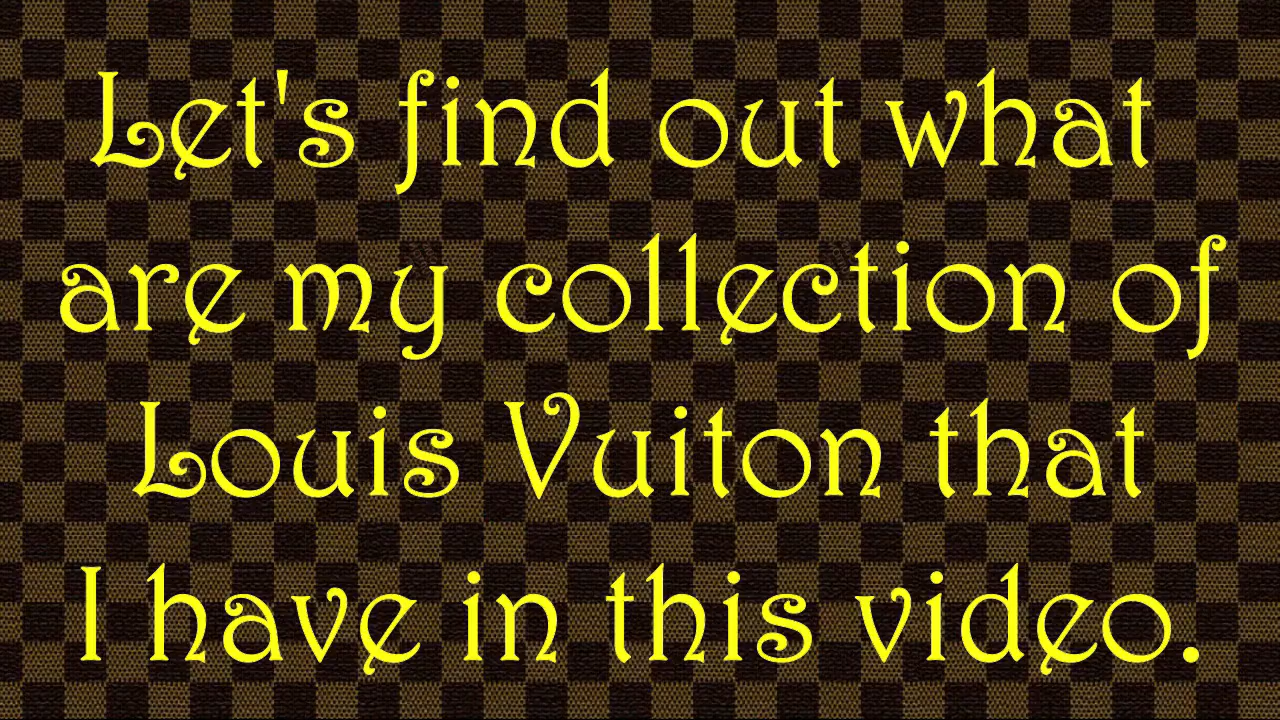 Let's find out what
are my collection of
Louis Vuiton that
I have in this video.